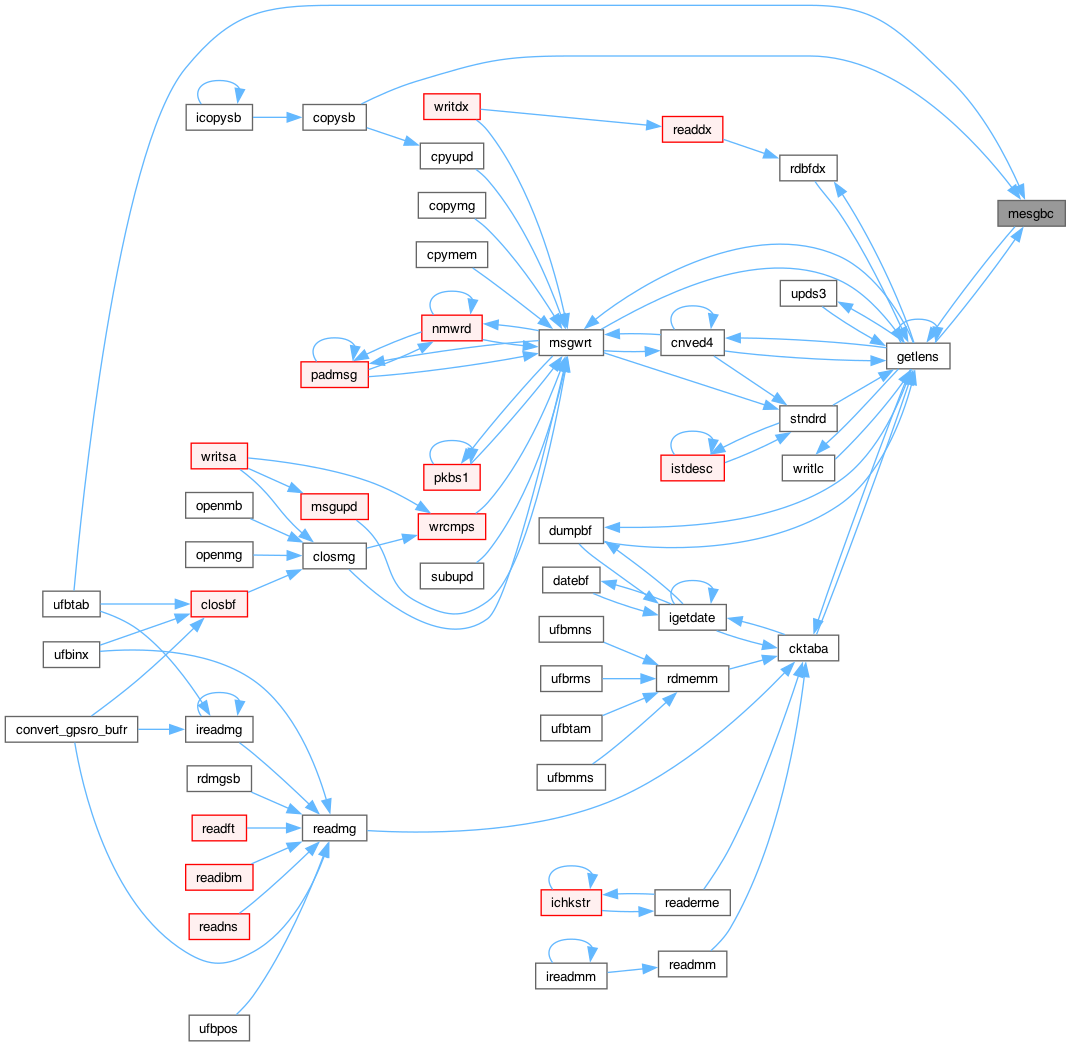 icopysb
copysb
writdx
readdx
cpyupd
rdbfdx
copymg
mesgbc
cpymem
upds3
nmwrd
msgwrt
cnved4
getlens
padmsg
stndrd
writsa
pkbs1
istdesc
writlc
openmb
msgupd
wrcmps
dumpbf
openmg
closmg
subupd
datebf
ufbtab
closbf
igetdate
ufbmns
ufbinx
cktaba
rdmemm
ufbrms
convert_gpsro_bufr
ireadmg
ufbtam
rdmgsb
ufbmms
readft
readmg
readibm
ichkstr
readerme
readns
ireadmm
readmm
ufbpos